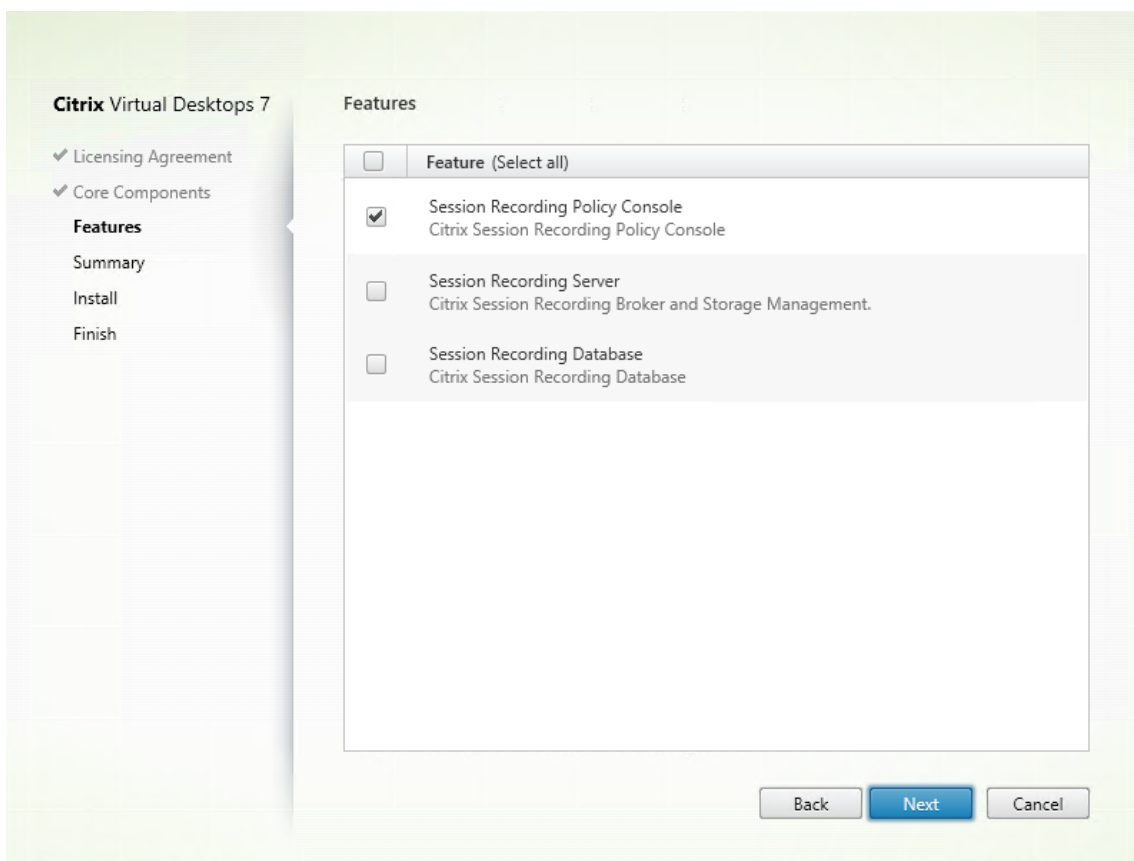 Citrix Virtual Desktops 7
Licensing Agreement
Core Components
Features
Summary
Install
Finish
Features
Feature (Select all)
Session Recording Policy Console
Citrix Session Recording Policy Console
Session Recording Server
Citrix Session Recording Broker and Storage Management.
Session Recording Database
Citrix Session Recording Database
Back
Next
Cancel